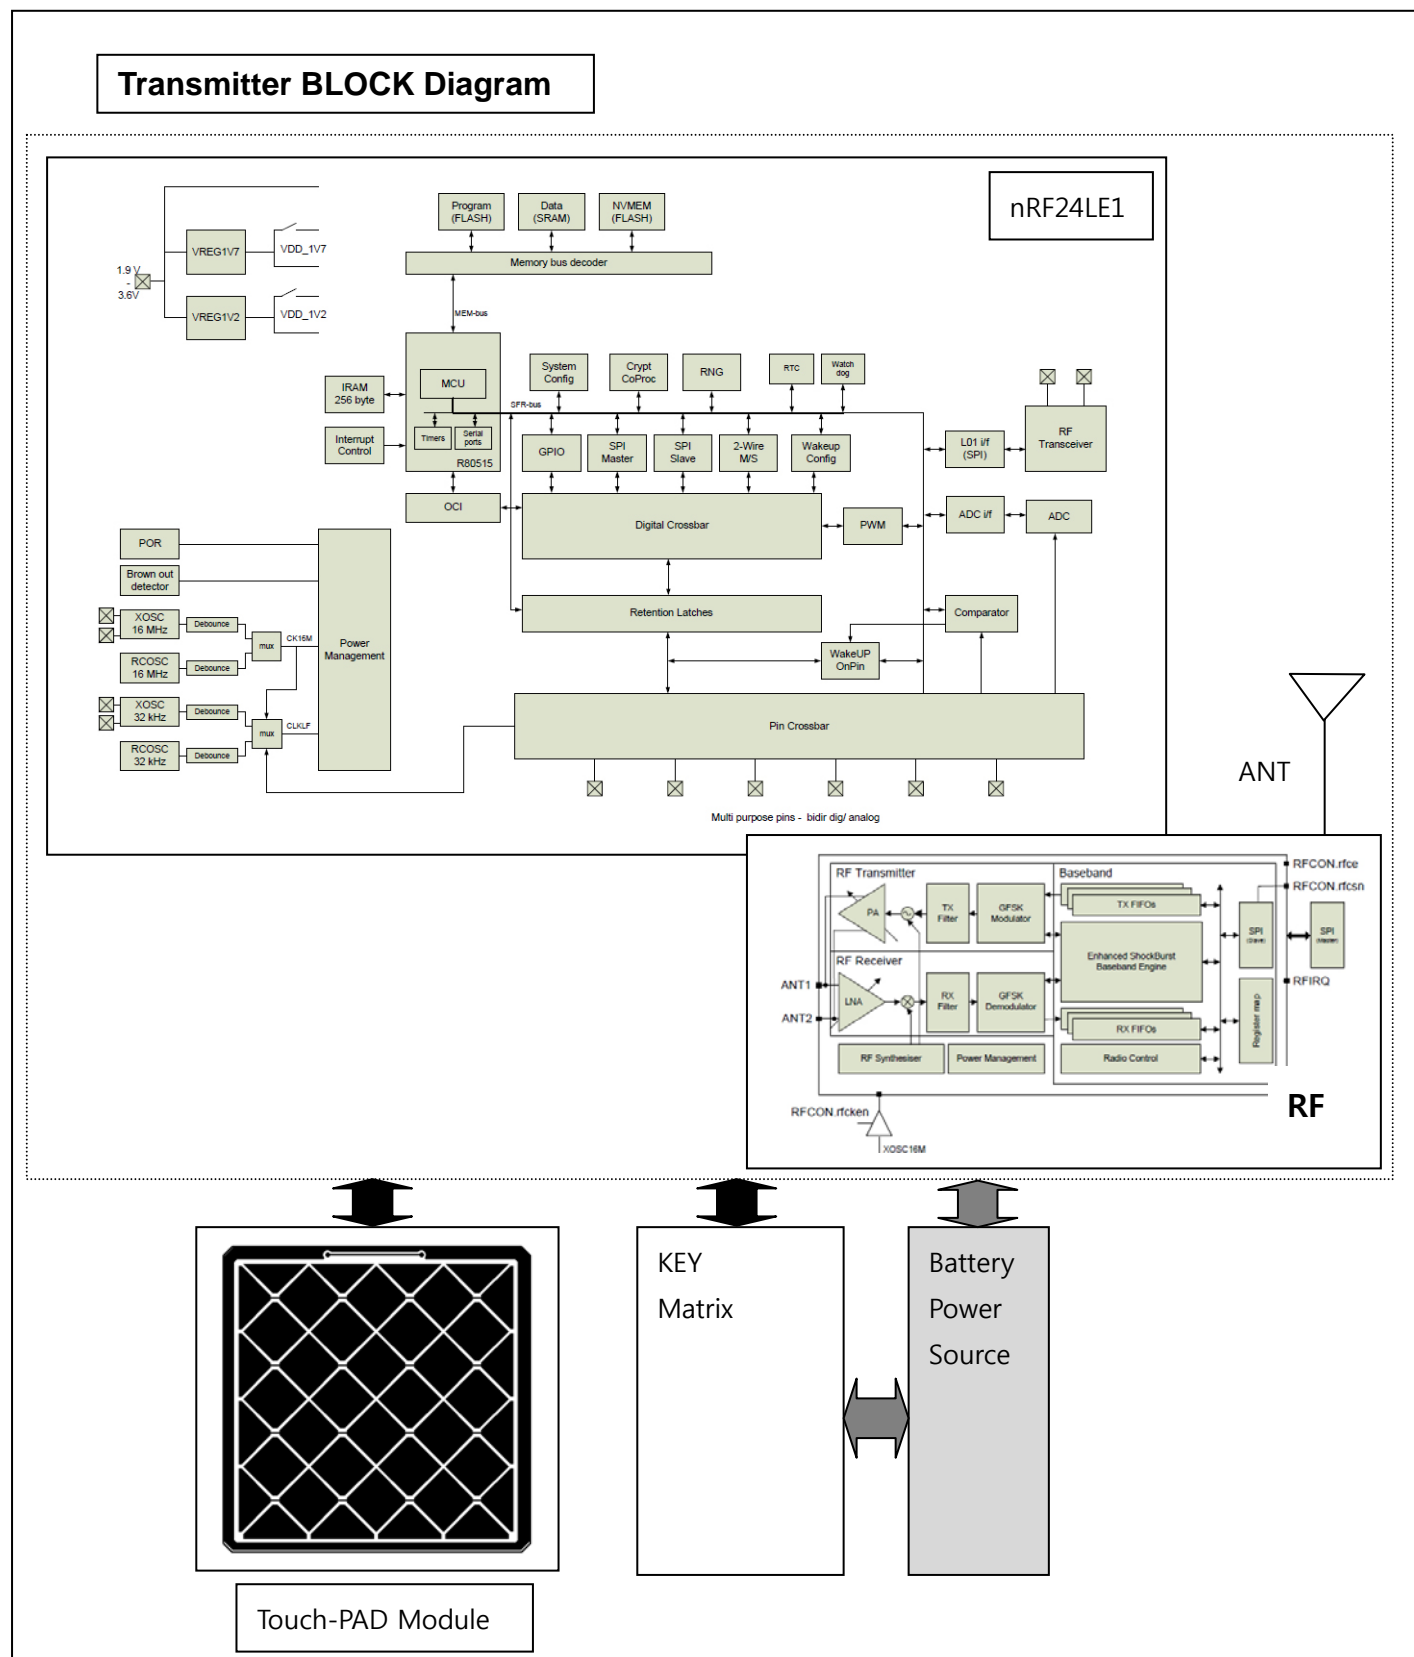 Transmitter BLOCK Diagram
nRF24LE1
Program
(FLASH)
Data
(SRAM)
NVMEM
(FLASH)
Memory bus decoder
VREG1V7
VDD_1V7
1.9 V
-
3.6V
VREG1V2
VDD_1V2
MEM-bus
MCU
IRAM
256 byte
Interrupt
Control
Timers
Serial
ports
R80515
SFR-bus
System
Config
Crypt
CoProc
RNG
RTC
Watch
dog
GPIO
SPI
Master
SPI
Slave
2-Wire
M/S
Wakeup
Config
L01 i/f
(SPI)
RF
Transceiver
OCI
Digital Crossbar
PWM
ADC i/f
ADC
POR
Brown out
detector
XOSC
16 MHz
Debounce
RCOSC
16 MHz
Debounce
mux
CK16M
XOSC
32 kHz
Debounce
RCOSC
32 kHz
Debounce
mux
CLKLF
Power
Management
Retention Latches
Comparator
WakeUP
OnPin
Pin Crossbar
Multi purpose pins - bidir dig/ analog
ANT
RF Transmitter
Baseband
RFCON.rfce
RFCON.rfcsn
PA
TX
Filter
GFSK
Modulator
TX FIFOs
SPI
(Slave)
SPI
(Master)
Enhanced ShockBurst
Baseband Engine
RF Receiver
ANT1
ANT2
LNA
RX
Filter
GFSK
Demodulator
RFIRQ
RX FIFOs
Register map
RF Synthesiser
Power Management
Radio Control
RF
RFCON.rfcken
XOSC16M
KEY
Matrix
Battery
Power
Source
Touch-PAD Module